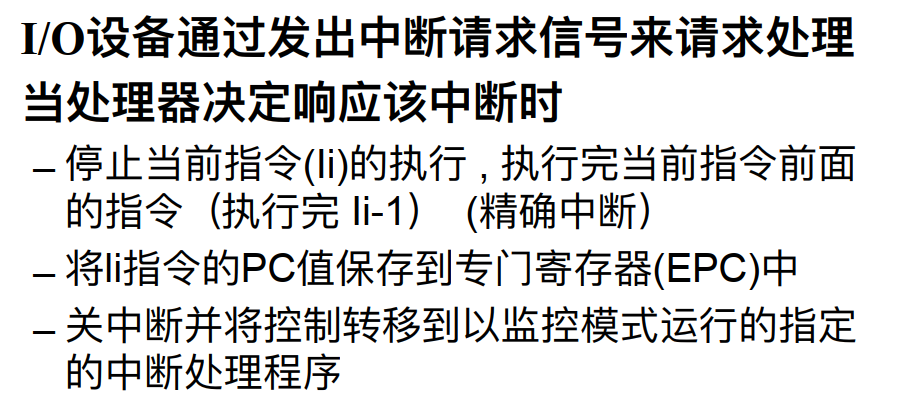 I/O设备通过发出中断请求信号来请求处理
当处理器决定响应该中断时
– 停止当前指令(Ii)的执行 , 执行完当前指令前面
的指令（执行完 Ii-1） (精确中断）
– 将Ii指令的PC值保存到专门寄存器(EPC)中
– 关中断并将控制转移到以监控模式运行的指定
的中断处理程序